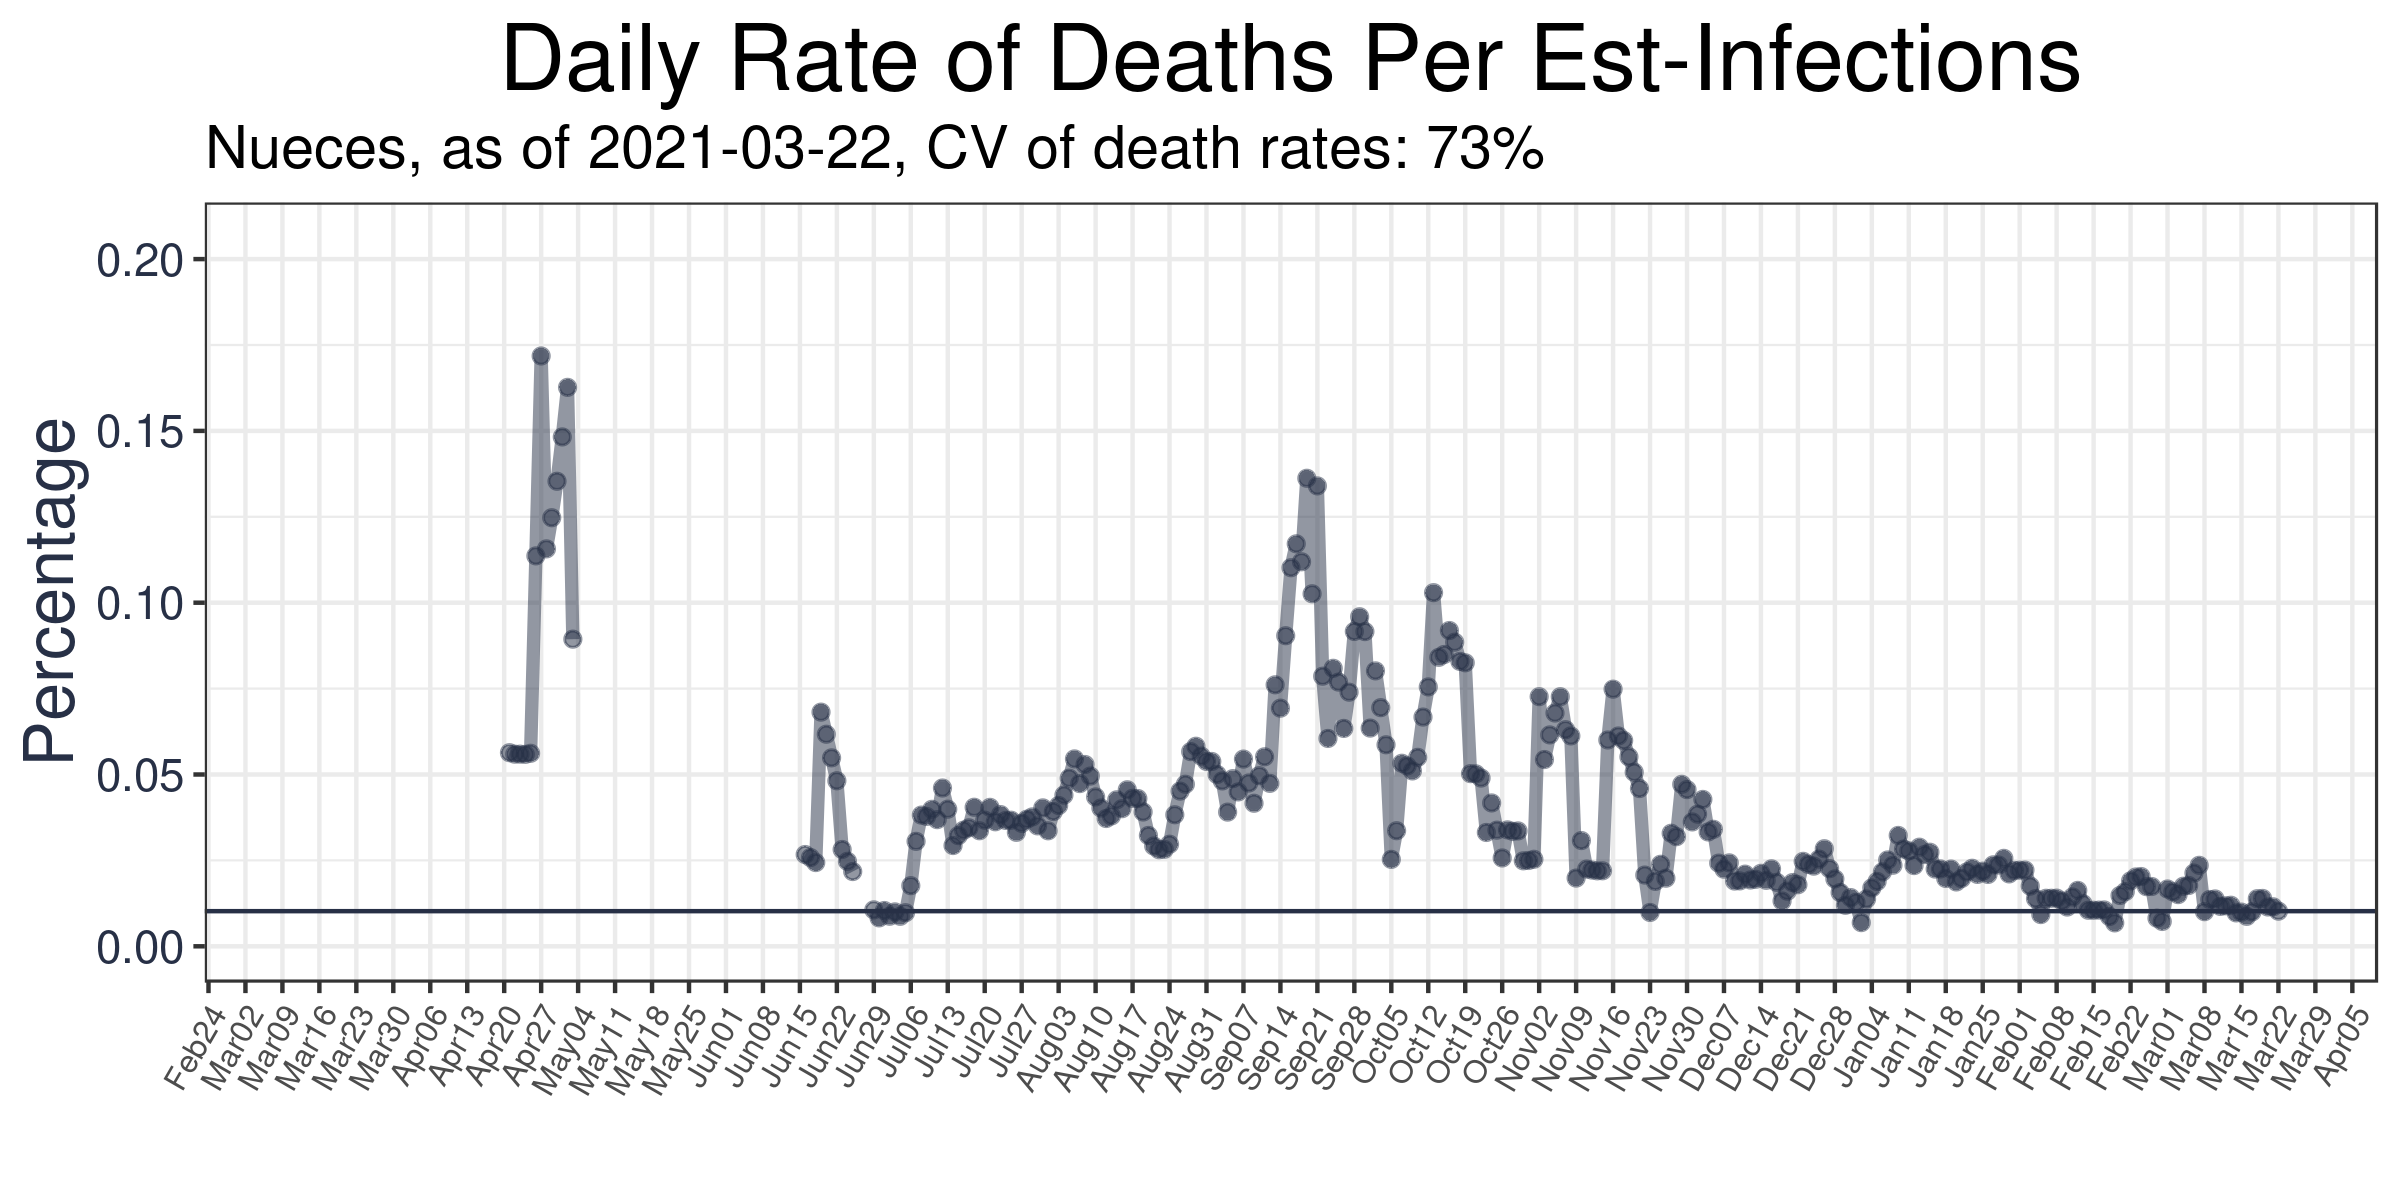 Daily Rate of Deaths Per Est-Infections
Nueces, as of 2021-03-22, CV of death rates: 73%
Percentage
0.20
0.15
0.10
0.05
0.00
Feb24
Mar02
Mar09
Mar16
Mar23
Mar30
Apr06
Apr13
Apr20
Apr27
May04
May11
May18
May25
Jun01
Jun08
Jun15
Jun22
Jun29
Jul06
Jul13
Jul20
Jul27
Aug03
Aug10
Aug17
Aug24
Aug31
Sep07
Sep14
Sep21
Sep28
Oct05
Oct12
Oct19
Oct26
Nov02
Nov09
Nov16
Nov23
Nov30
Dec07
Dec14
Dec21
Dec28
Jan04
Jan11
Jan18
Jan25
Feb01
Feb08
Feb15
Feb22
Mar01
Mar08
Mar15
Mar22
Mar29
Apr05